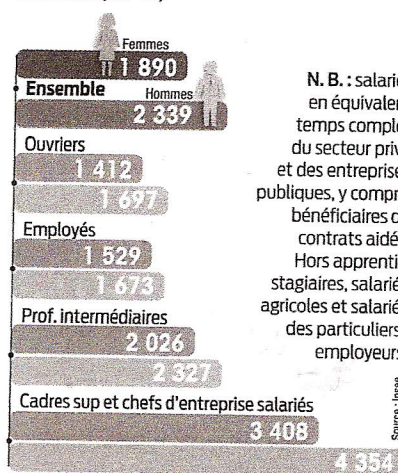 Femmes
1 890
Ensemble
Hommes
2 339
Ouvriers
1 412
1 697
Employés
1 529
1 673
Prof. intermédiaires
2 026
2 327
Cadres sup et chefs d'entreprise salariés
3 408
4 354
N. B. : salarié
en équivalen
temps comple
du secteur priv
et des entreprise
publiques, y compr
bénéficiaires d
contrats aidé
Hors apprenti
stagiaires, salarié
agricoles et salarié
des particuliers
employeurs
Source : Insee